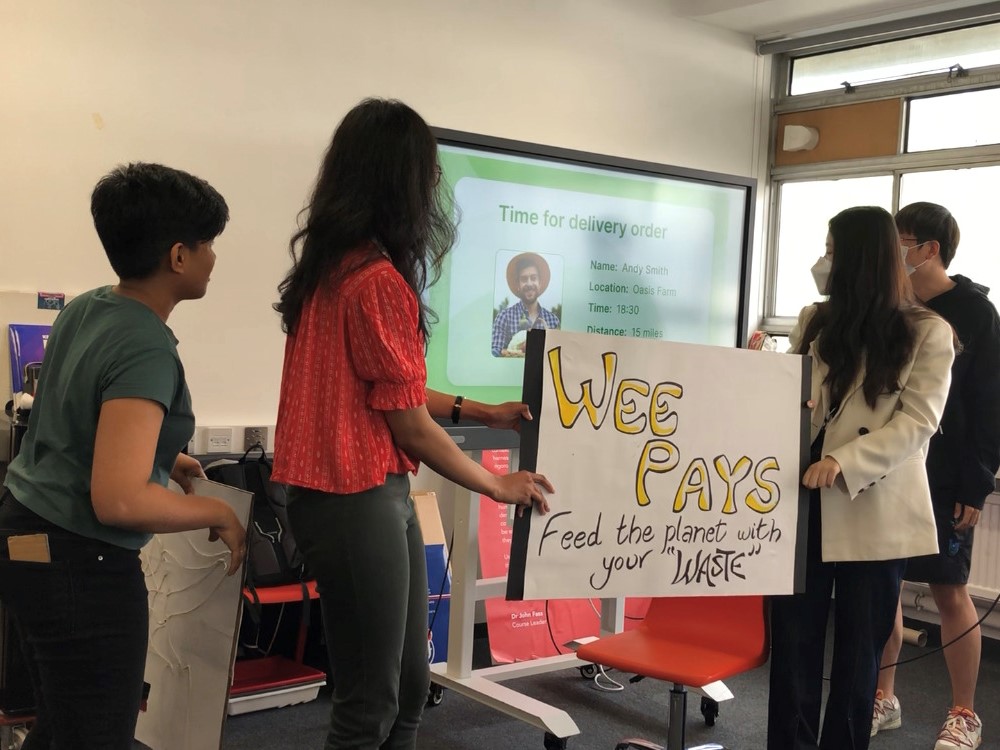 Time for delivery order
Name: Andy Smith
Location: Oasis Farm
Time: 18:30
Distance: 15 miles
WEE
PAYS
Feed the planet with
your "WASTE"
Dr John Fass
Course Leader